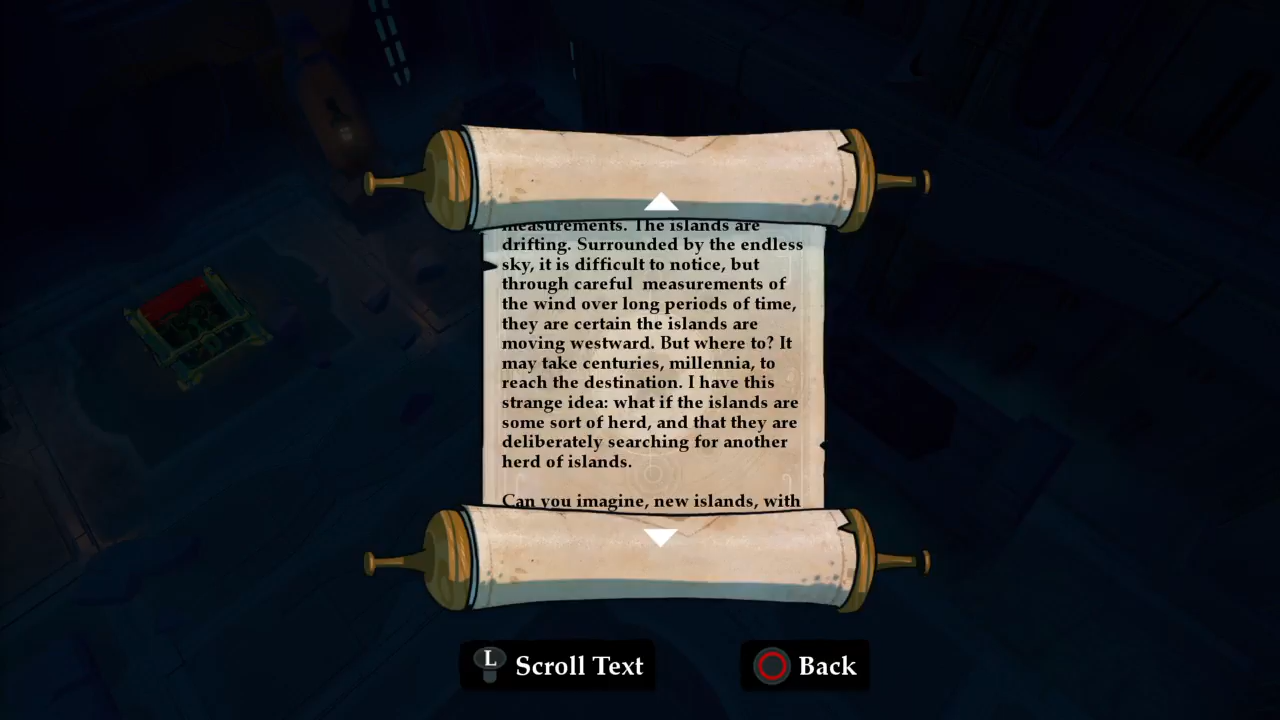 measurements. The islands are
drifting. Surrounded by the endless
sky, it is difficult to notice, but
through careful  measurements of
the wind over long periods of time,
they are certain the islands are
moving westward. But where to? It
may take centuries, millennia, to
reach the destination. I have this
strange idea: what if the islands are
some sort of herd, and that they are
deliberately searching for another
herd of islands.
Can you imagine, new islands, with
L Scroll Text
Back